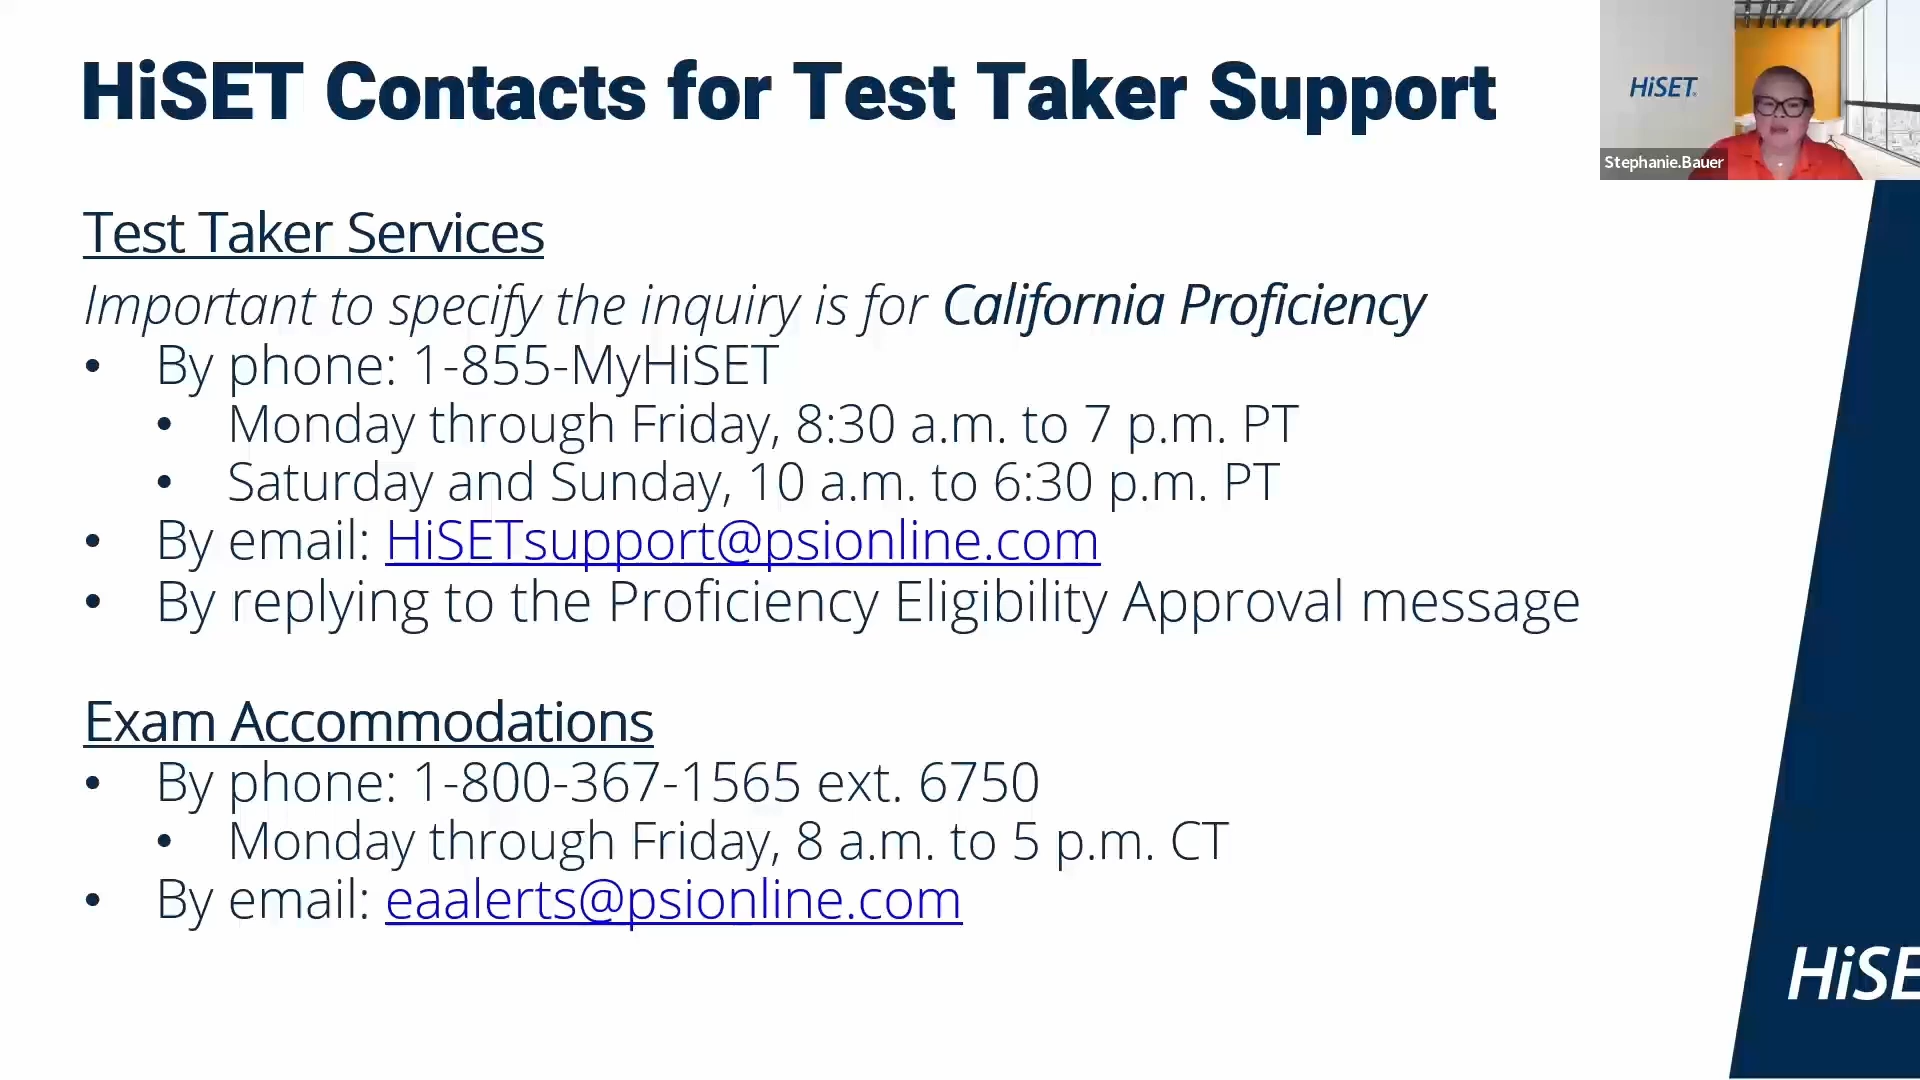 HiSET Contacts for Test Taker Support
HiSET
Stephanie.Bauer
Test Taker Services
Important to specify the inquiry is for California Proficiency
• By phone: 1-855-MyHiSET
• Monday through Friday, 8:30 a.m. to 7 p.m. PT
• Saturday and Sunday, 10 a.m. to 6:30 p.m. PT
• By email: HiSETsupport@psionline.com
• By replying to the Proficiency Eligibility Approval message
Exam Accommodations
• By phone: 1-800-367-1565 ext. 6750
• Monday through Friday, 8 a.m. to 5 p.m. CT
• By email: eaalerts@psionline.com
HiSE